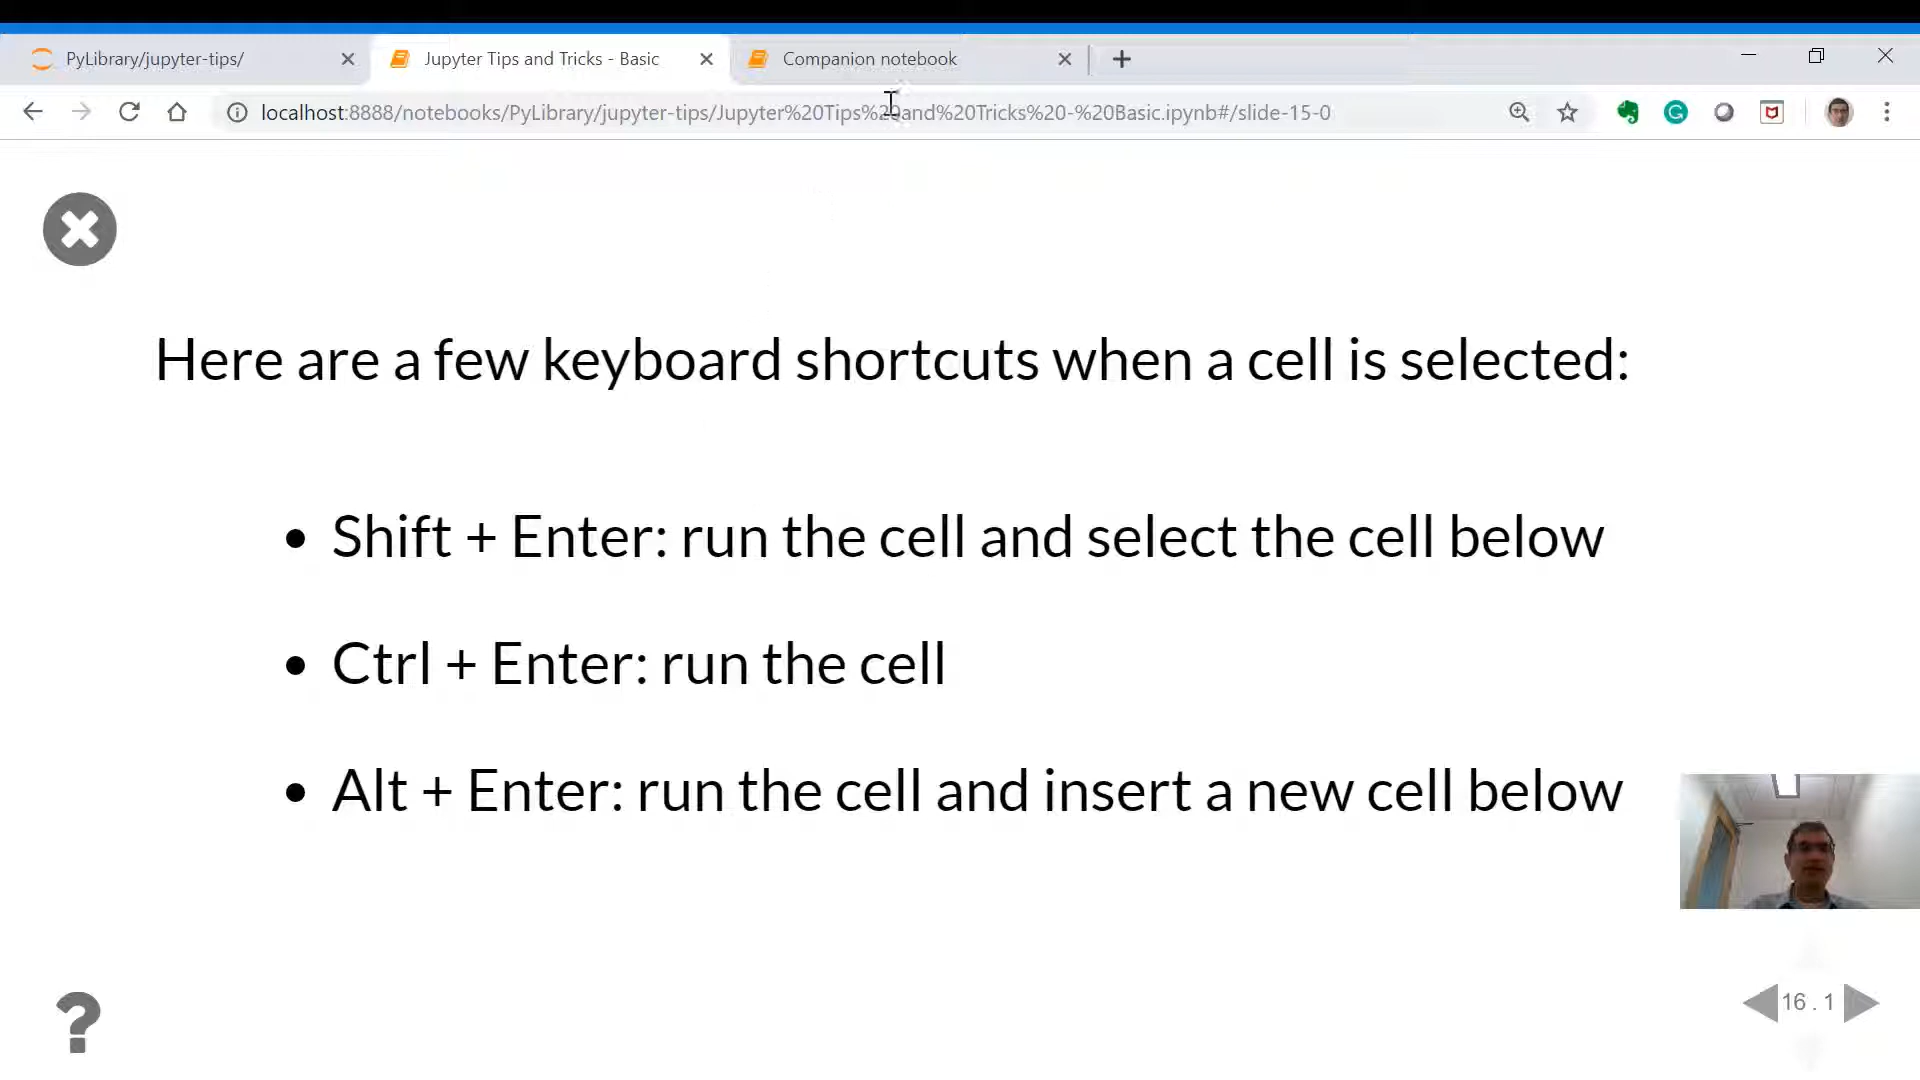 PyLibrary/jupyter-tips/
Jupyter Tips and Tricks - Basic
Companion notebook
localhost:8888/notebooks/PyLibrary/jupyter-tips/Jupyter%20Tips%20and%20Tricks%20-%20Basic.ipynb#/slide-15-0
Here are a few keyboard shortcuts when a cell is selected:
• Shift + Enter: run the cell and select the cell below
• Ctrl + Enter: run the cell
• Alt + Enter: run the cell and insert a new cell below
?
16 . 1